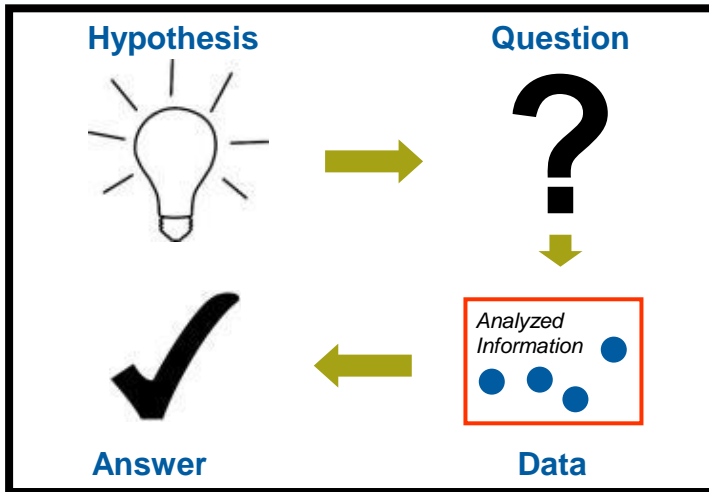 Hypothesis
Question
?
Analyzed
Information
Answer
Data